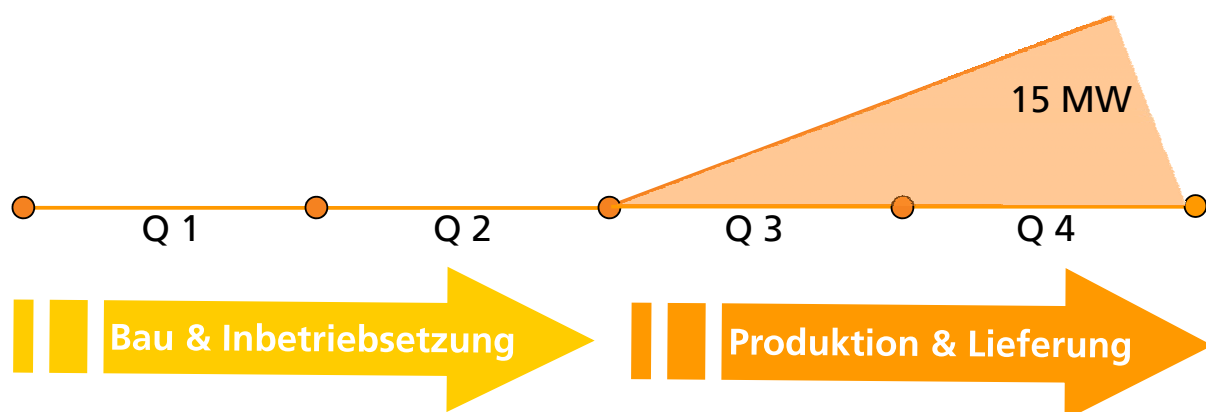 15 MW
Q 1
Q 2
Q 3
Q 4
Bau & Inbetriebsetzung
Produktion & Lieferung